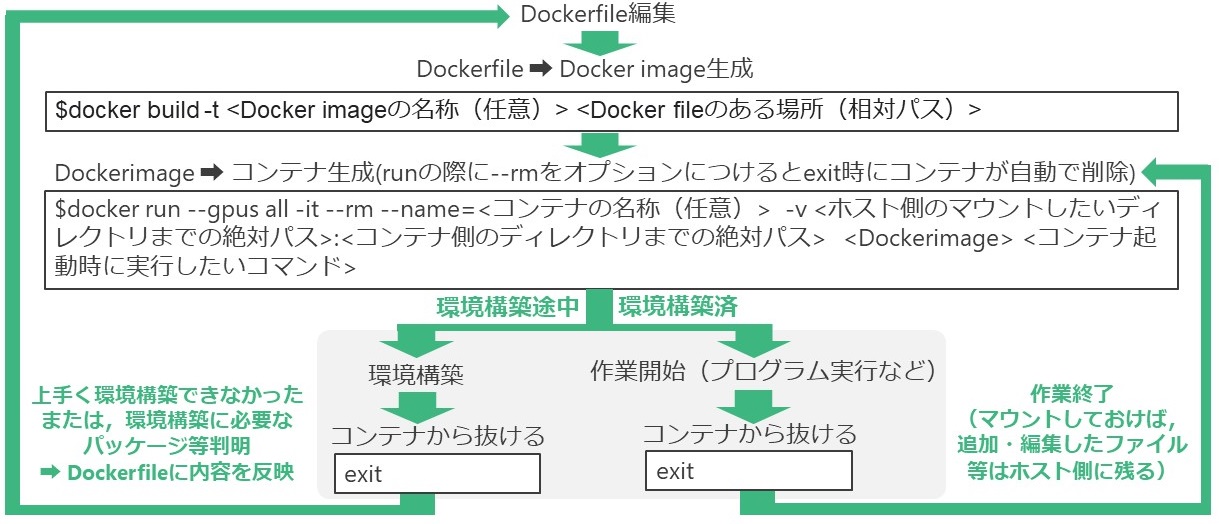 Dockerfile編集
Dockerfile ➡ Docker image生成
$docker build -t <Docker imageの名称（任意）> <Docker fileのある場所（相対パス）>
Dockerimage ➡ コンテナ生成(runの際に--rmをオプションにつけるとexit時にコンテナが自動で削除)
$docker run --gpus all -it --rm --name=<コンテナの名称（任意）> -v <ホスト側のマウントしたいディ
レクトリまでの絶対パス>:<コンテナ側のディレクトリまでの絶対パス> <Dockerimage> <コンテナ起
動時に実行したいコマンド>
環境構築途中
環境構築済
環境構築
作業開始（プログラム実行など）
上手く環境構築できなかった
または，環境構築に必要な
パッケージ等判明
➡ Dockerfileに内容を反映
コンテナから抜ける
exit
コンテナから抜ける
exit
作業終了
（マウントしておけば，
追加・編集したファイル
等はホスト側に残る）